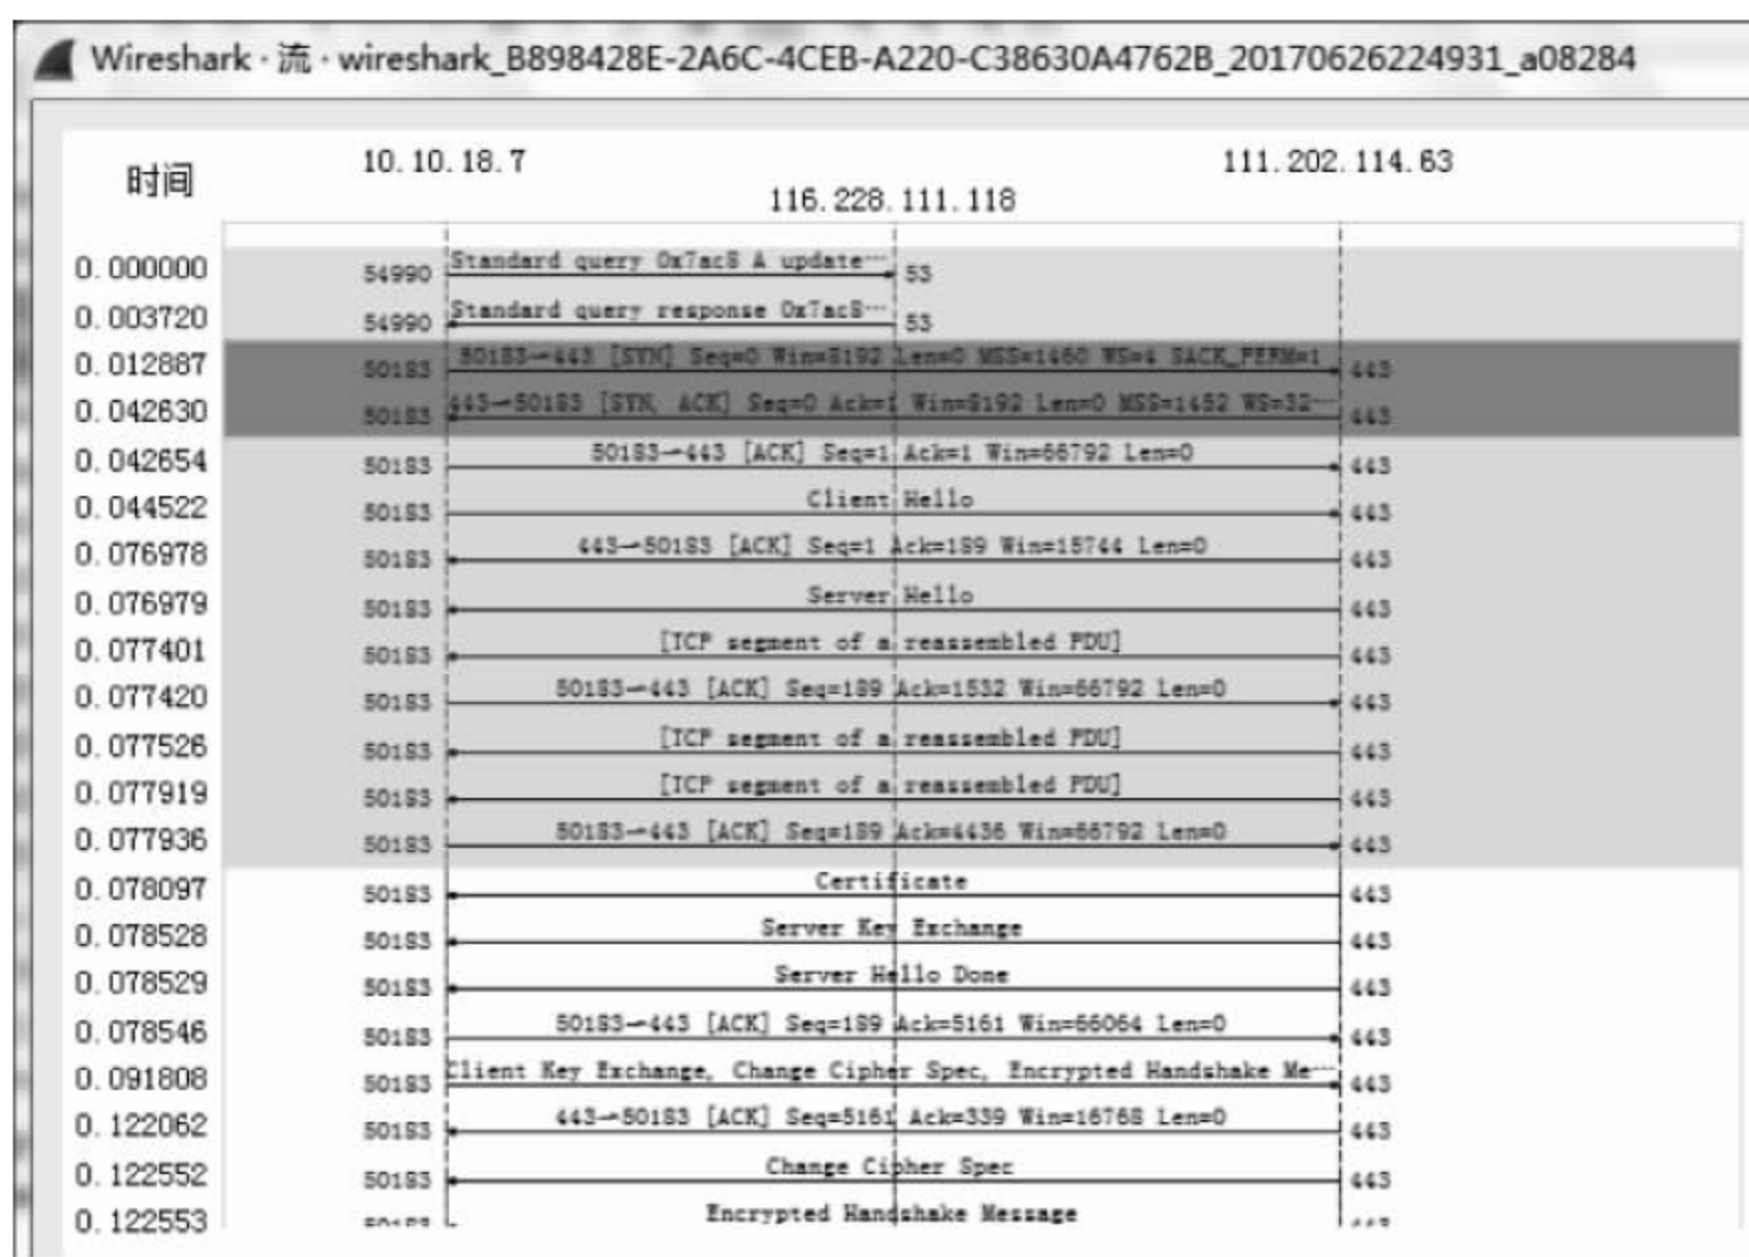 Wireshark · 流 · wireshark_B898428E-2A6C-4CEB-A220-C38630A4762B_20170626224931_a08284
时间 10.10.18.7 111.202.114.63
116.228.111.118
0.000000 54990 Standard query 0x7ac8 A update… 53
0.003720 54990 Standard query response 0x7ac8… 53
0.012887 50183 50183→443 [SYN] Seq=0 Win=8192 Len=0 MSS=1460 WS=4 SACK_PERM=1 443
0.042630 50183 443→50183 [SYN, ACK] Seq=0 Ack=1 Win=8192 Len=0 MSS=1452 WS=32… 443
0.042654 50183 50183→443 [ACK] Seq=1 Ack=1 Win=66792 Len=0 443
0.044522 50183 Client Hello 443
0.076978 50183 443→50183 [ACK] Seq=1 Ack=189 Win=15744 Len=0 443
0.076979 50183 Server Hello 443
0.077401 50183 [TCP segment of a reassembled PDU] 443
0.077420 50183 50183→443 [ACK] Seq=189 Ack=1532 Win=66792 Len=0 443
0.077526 50183 [TCP segment of a reassembled PDU] 443
0.077919 50183 [TCP segment of a reassembled PDU] 443
0.077936 50183 50183→443 [ACK] Seq=189 Ack=4436 Win=66792 Len=0 443
0.078097 50183 Certificate 443
0.078528 50183 Server Key Exchange 443
0.078529 50183 Server Hello Done 443
0.078546 50183 50183→443 [ACK] Seq=189 Ack=5161 Win=66064 Len=0 443
0.091808 50183 Client Key Exchange, Change Cipher Spec, Encrypted Handshake Me… 443
0.122062 50183 443→50183 [ACK] Seq=5161 Ack=339 Win=16768 Len=0 443
0.122552 50183 Change Cipher Spec 443
0.122553 Encrypted Handshake Message